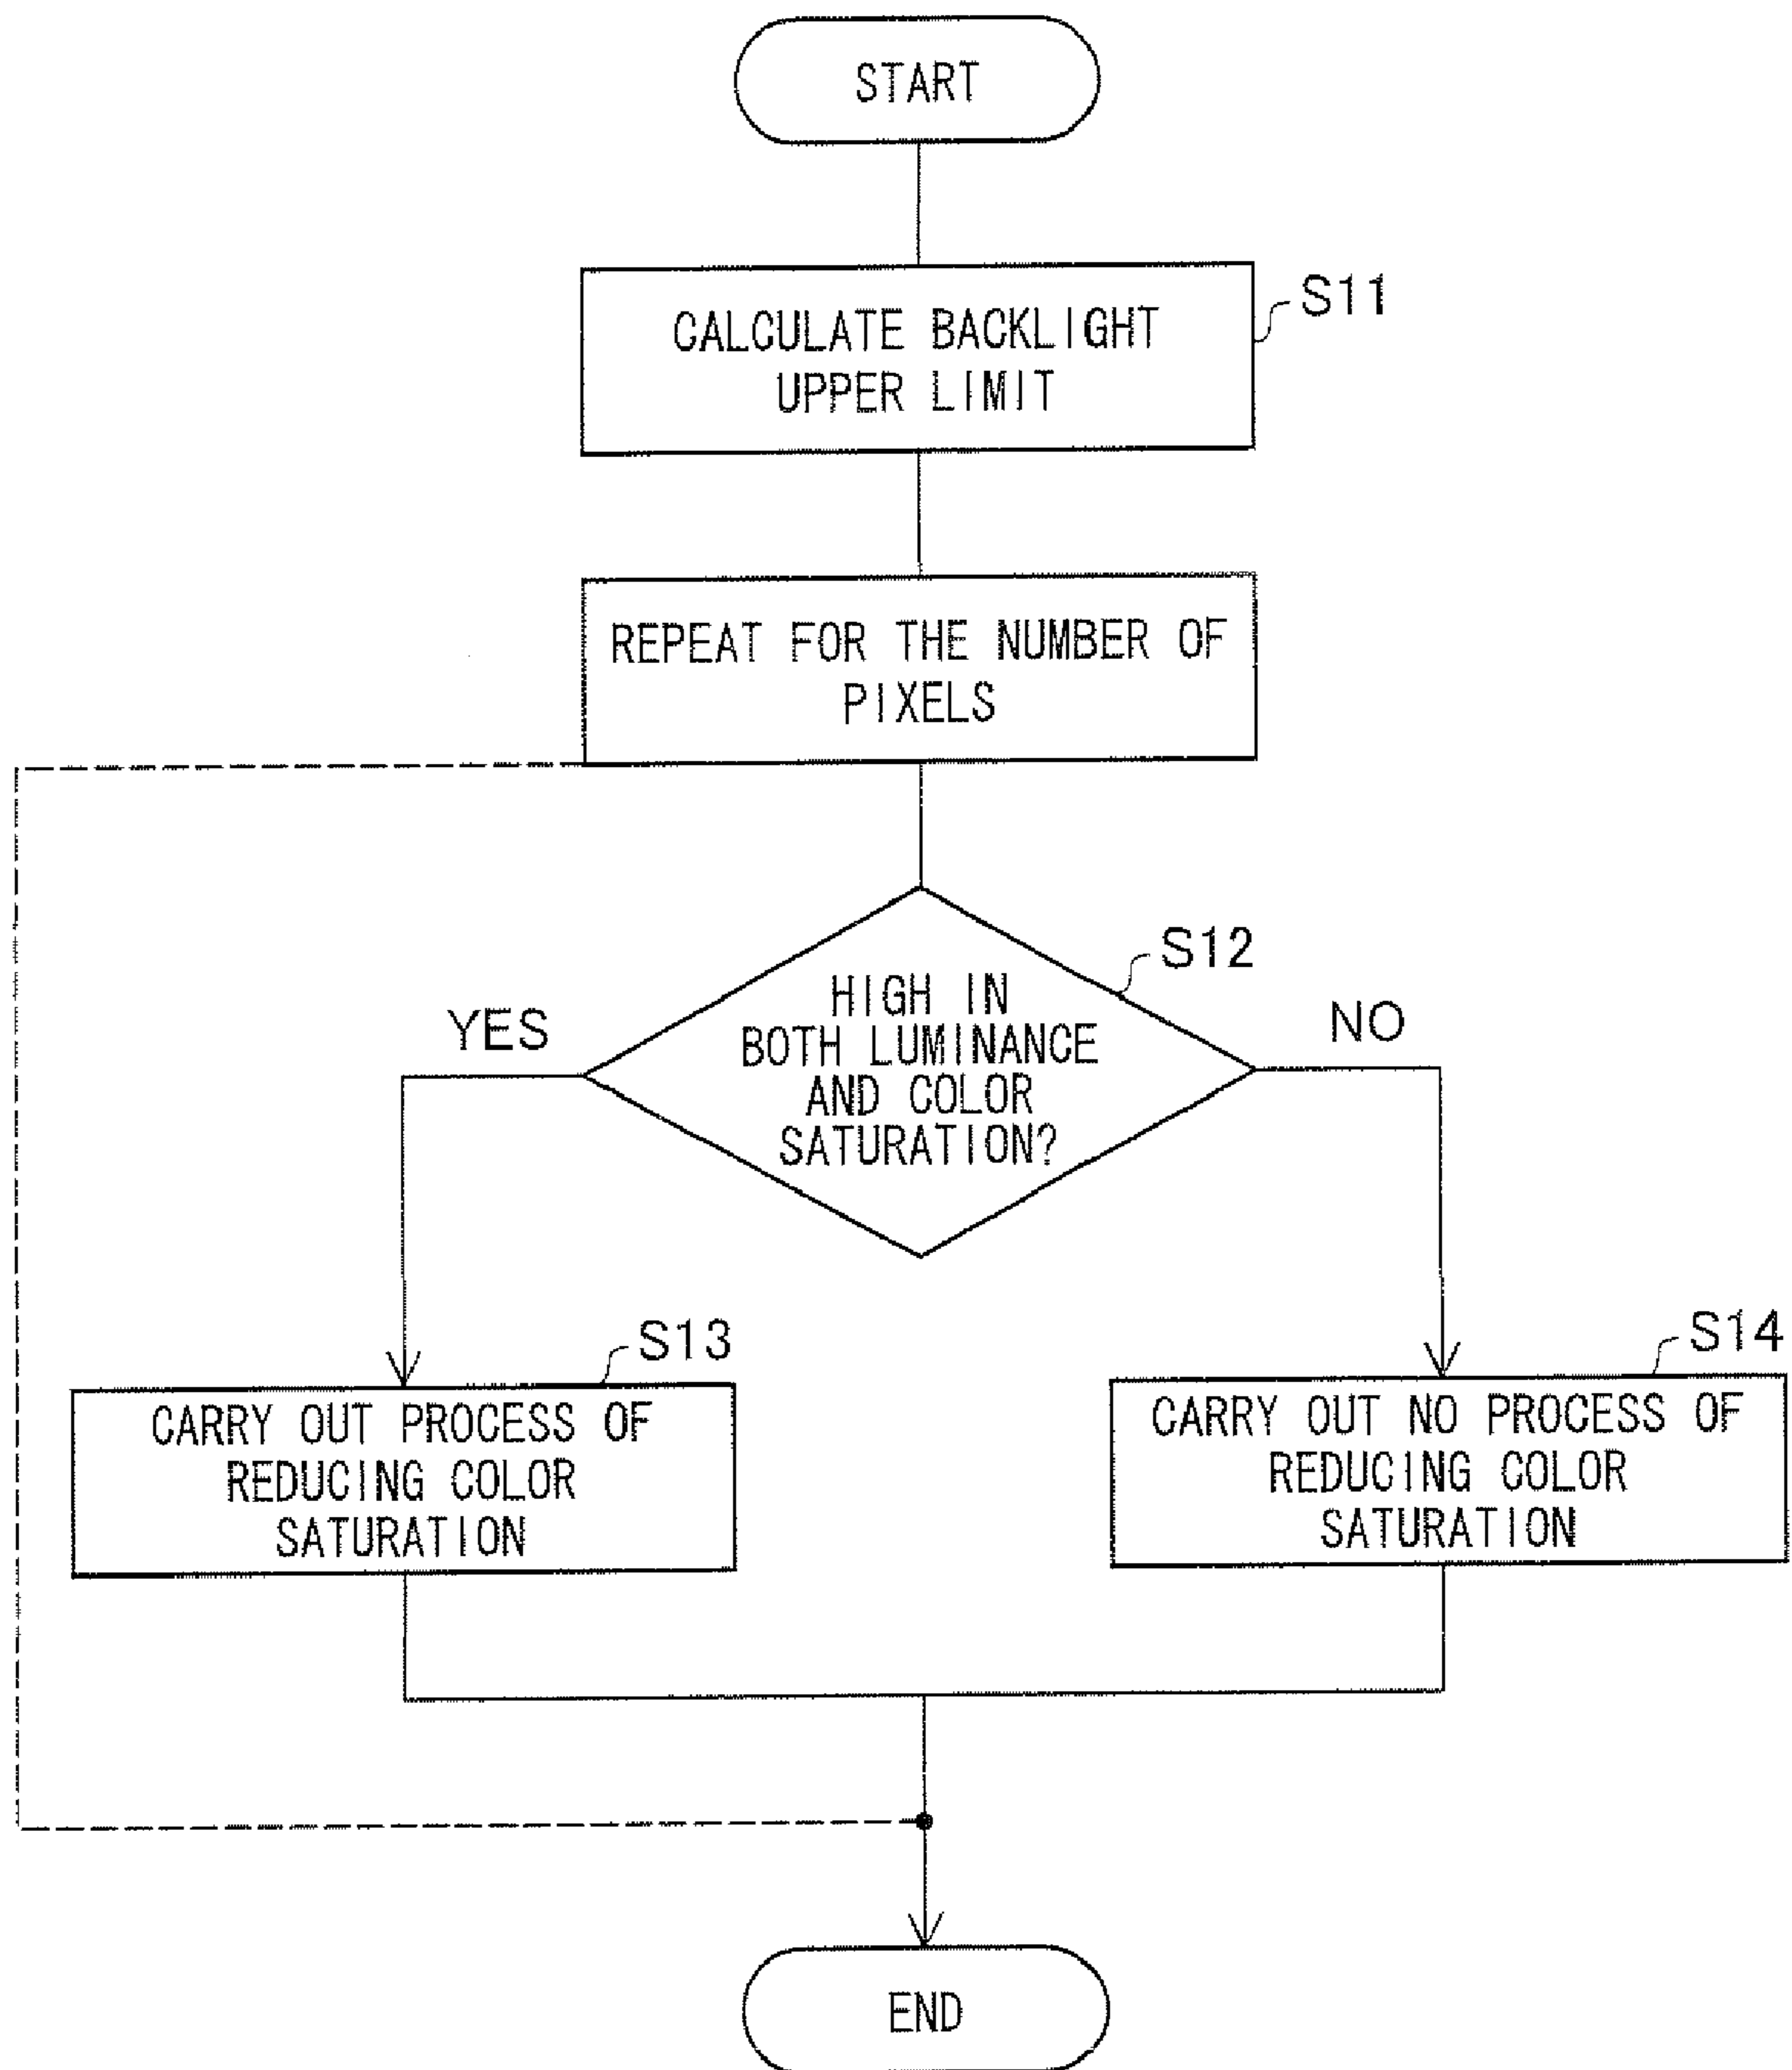 START
S11
CALCULATE BACKLIGHT
UPPER LIMIT
REPEAT FOR THE NUMBER OF
PIXELS
S12
YES
NO
HIGH IN
BOTH LUMINANCE
AND COLOR
SATURATION?
S13
CARRY OUT PROCESS OF
REDUCING COLOR
SATURATION
S14
CARRY OUT NO PROCESS OF
REDUCING COLOR
SATURATION
END